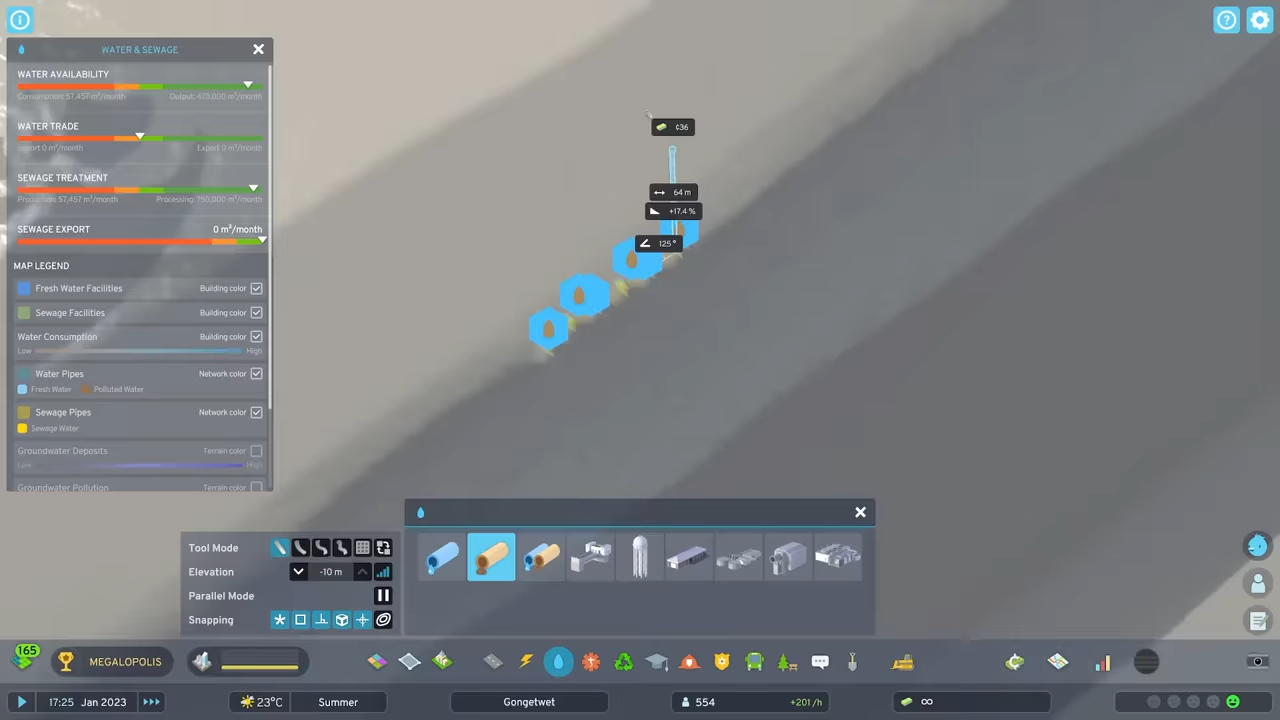 WATER & SEWAGE
WATER AVAILABILITY
Consumption: 57,457 m³/month Output: 473,000 m³/month
WATER TRADE
Import 0 m³/month Export 0 m³/month
SEWAGE TREATMENT
Production: 57,457 m³/month Processing: 750,000 m³/month
SEWAGE EXPORT 0 m³/month
MAP LEGEND
Fresh Water Facilities Building color
Sewage Facilities Building color
Water Consumption Building color
Low High
Water Pipes Network color
Fresh Water Polluted Water
Sewage Pipes Network color
Sewage Water
Groundwater Deposits Terrain color
Low High
Groundwater Pollution Terrain color
¢36
64 m
+17.4 %
125°
Tool Mode
Elevation -10 m
Parallel Mode
Snapping
165
MEGALOPOLIS
17:25 Jan 2023
23°C
Summer
Gongetwet
554
+201 /h
∞